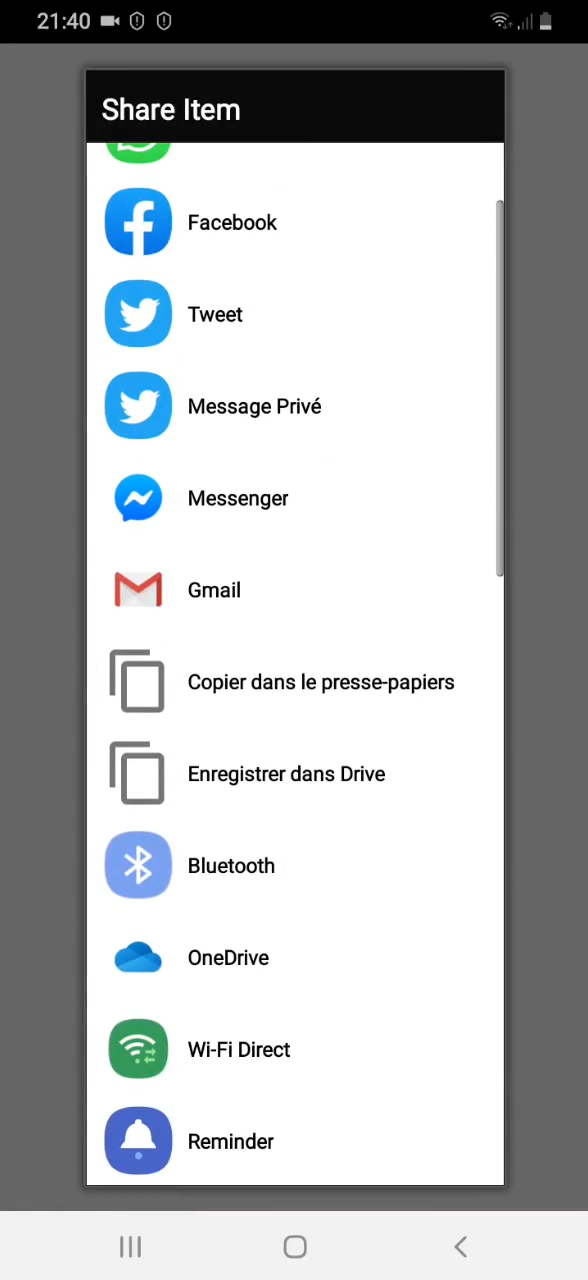 21:40
Share Item
Facebook
Tweet
Message Privé
Messenger
Gmail
Copier dans le presse-papiers
Enregistrer dans Drive
Bluetooth
OneDrive
Wi-Fi Direct
Reminder